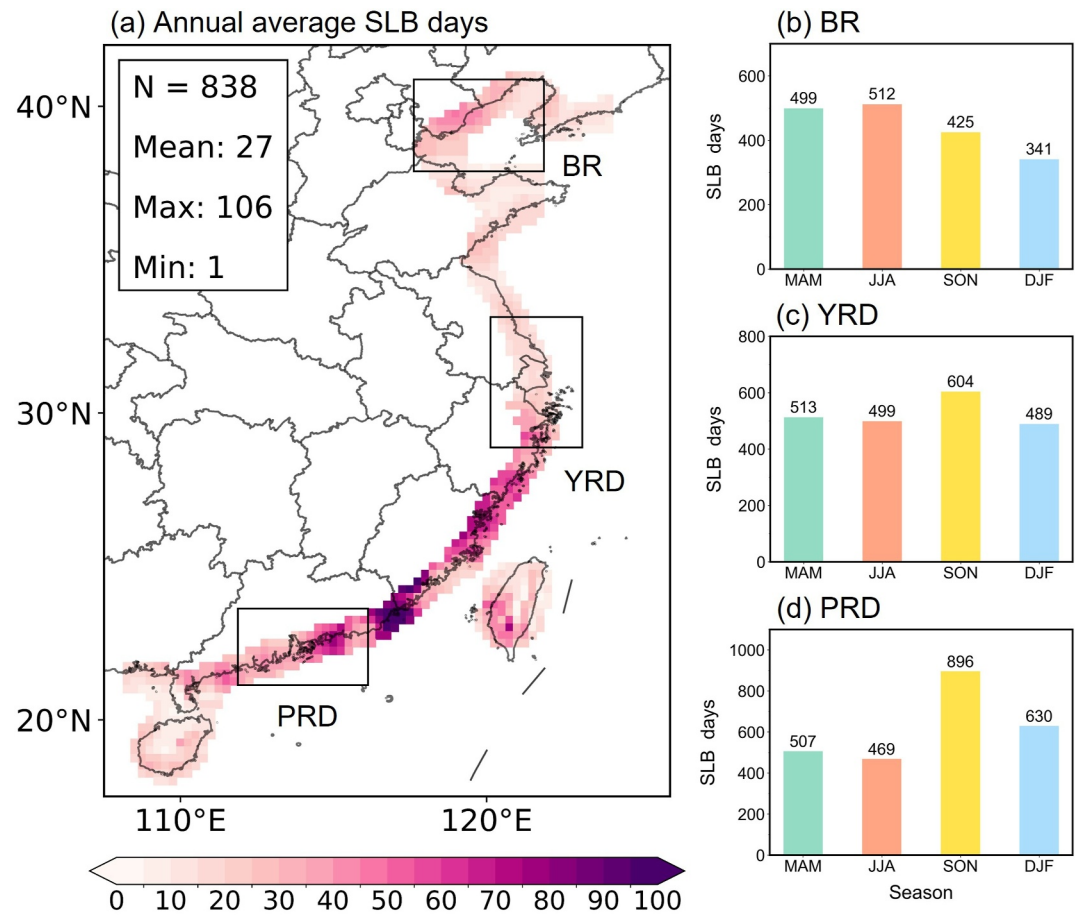 (a) Annual average SLB days
N = 838
Mean: 27
Max: 106
Min: 1
40°N
30°N
20°N
110°E
120°E
BR
YRD
PRD
0 10 20 30 40 50 60 70 80 90 100
(b) BR
SLB days
600
400
200
0
499
512
425
341
MAM JJA SON DJF
(c) YRD
SLB days
800
600
400
200
0
513
499
604
489
MAM JJA SON DJF
(d) PRD
SLB days
1000
800
600
400
200
0
507
469
896
630
MAM JJA SON DJF
Season